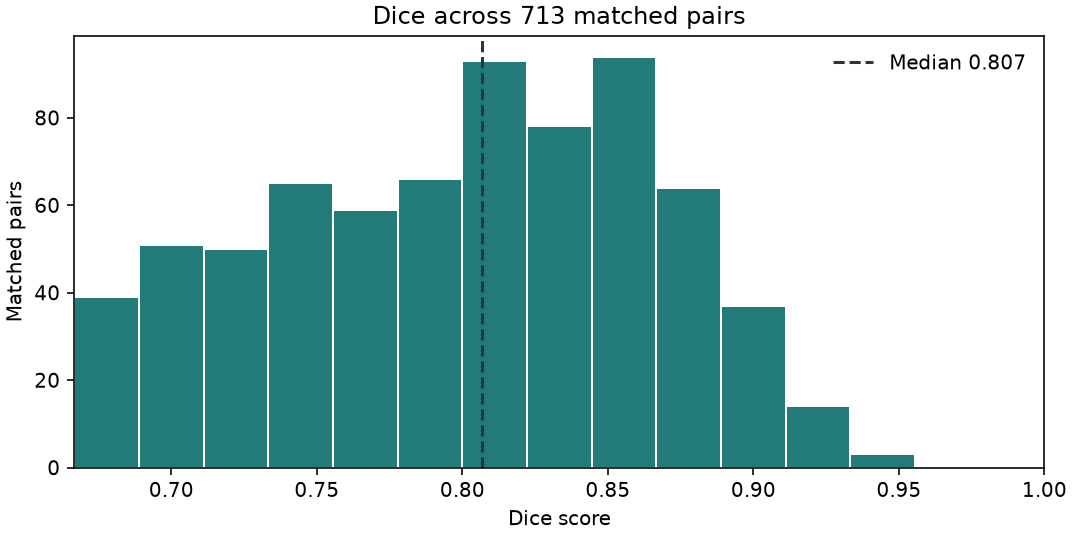 Dice across 713 matched pairs
Median 0.807
Matched pairs
80
60
40
20
0
0.70 0.75 0.80 0.85 0.90 0.95 1.00
Dice score